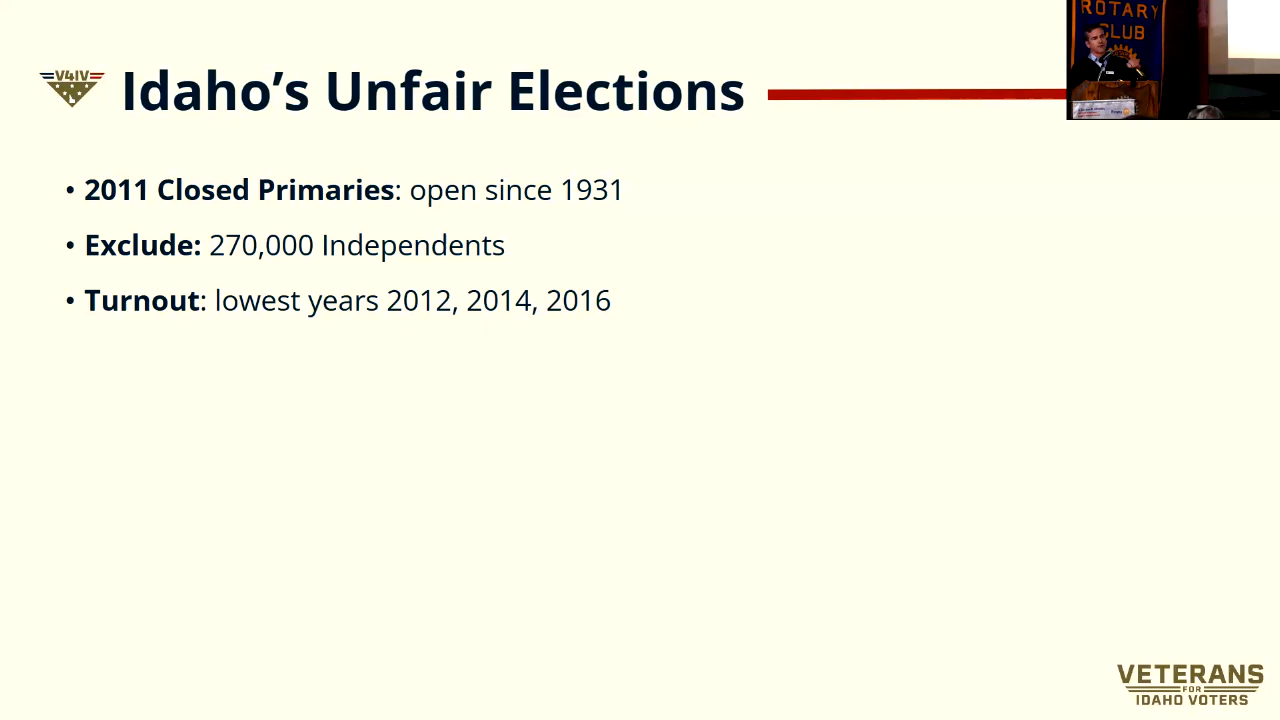 ROTARY
CLUB
V4IV
Idaho’s Unfair Elections
• 2011 Closed Primaries: open since 1931
• Exclude: 270,000 Independents
• Turnout: lowest years 2012, 2014, 2016
VETERANS
FOR
IDAHO VOTERS